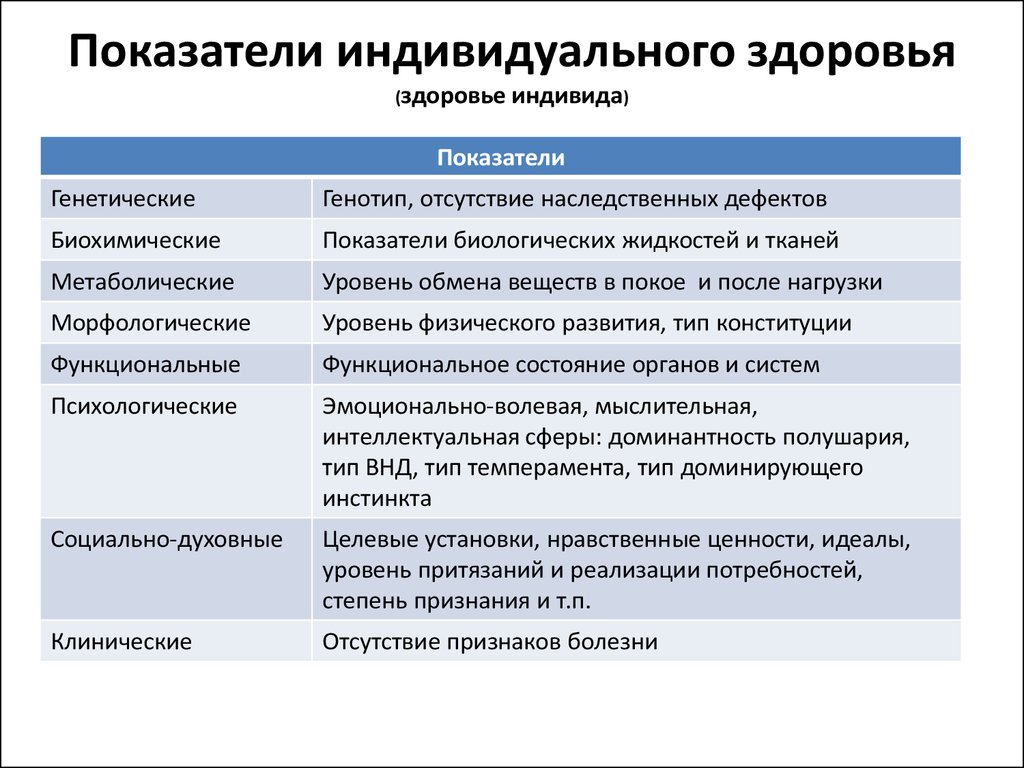 Показатели индивидуального здоровья
(здоровье индивида)
Показатели
Генетические
Генотип, отсутствие наследственных дефектов
Биохимические
Показатели биологических жидкостей и тканей
Метаболические
Уровень обмена веществ в покое  и после нагрузки
Морфологические
Уровень физического развития, тип конституции
Функциональные
Функциональное состояние органов и систем
Психологические
Эмоционально-волевая, мыслительная,
интеллектуальная сферы: доминантность полушария,
тип ВНД, тип темперамента, тип доминирующего
инстинкта
Социально-духовные
Целевые установки, нравственные ценности, идеалы,
уровень притязаний и реализации потребностей,
степень признания и т.п.
Клинические
Отсутствие признаков болезни